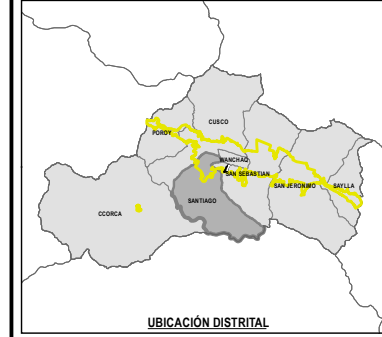 CUSCO
POROY
WANCHAQ
SAN SEBASTIAN
SAN JERONIMO
SAYLLA
SANTIAGO
CCORCA
UBICACIÓN DISTRITAL